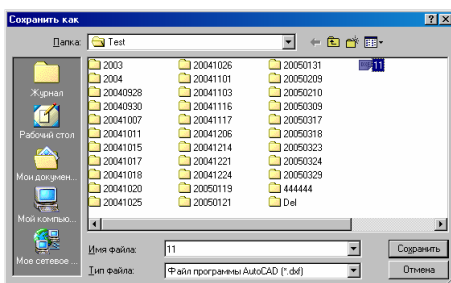 Сохранить как
Папка: Test
2003 20041026 20050131 11
2004 20041101 20050209
20040928 20041103 20050210
20040930 20041116 20050309
20041007 20041117 20050317
20041011 20041206 20050318
20041015 20041214 20050323
20041017 20041221 20050324
20041018 20041224 20050329
20041020 20050119 444444
20041025 20050121 Del
Журнал
Рабочий стол
Мои докумен...
Мой компью...
Мое сетевое ...
Имя файла: 11 Сохранить
Тип файла: Файл программы AutoCAD (*.dxf) Отмена